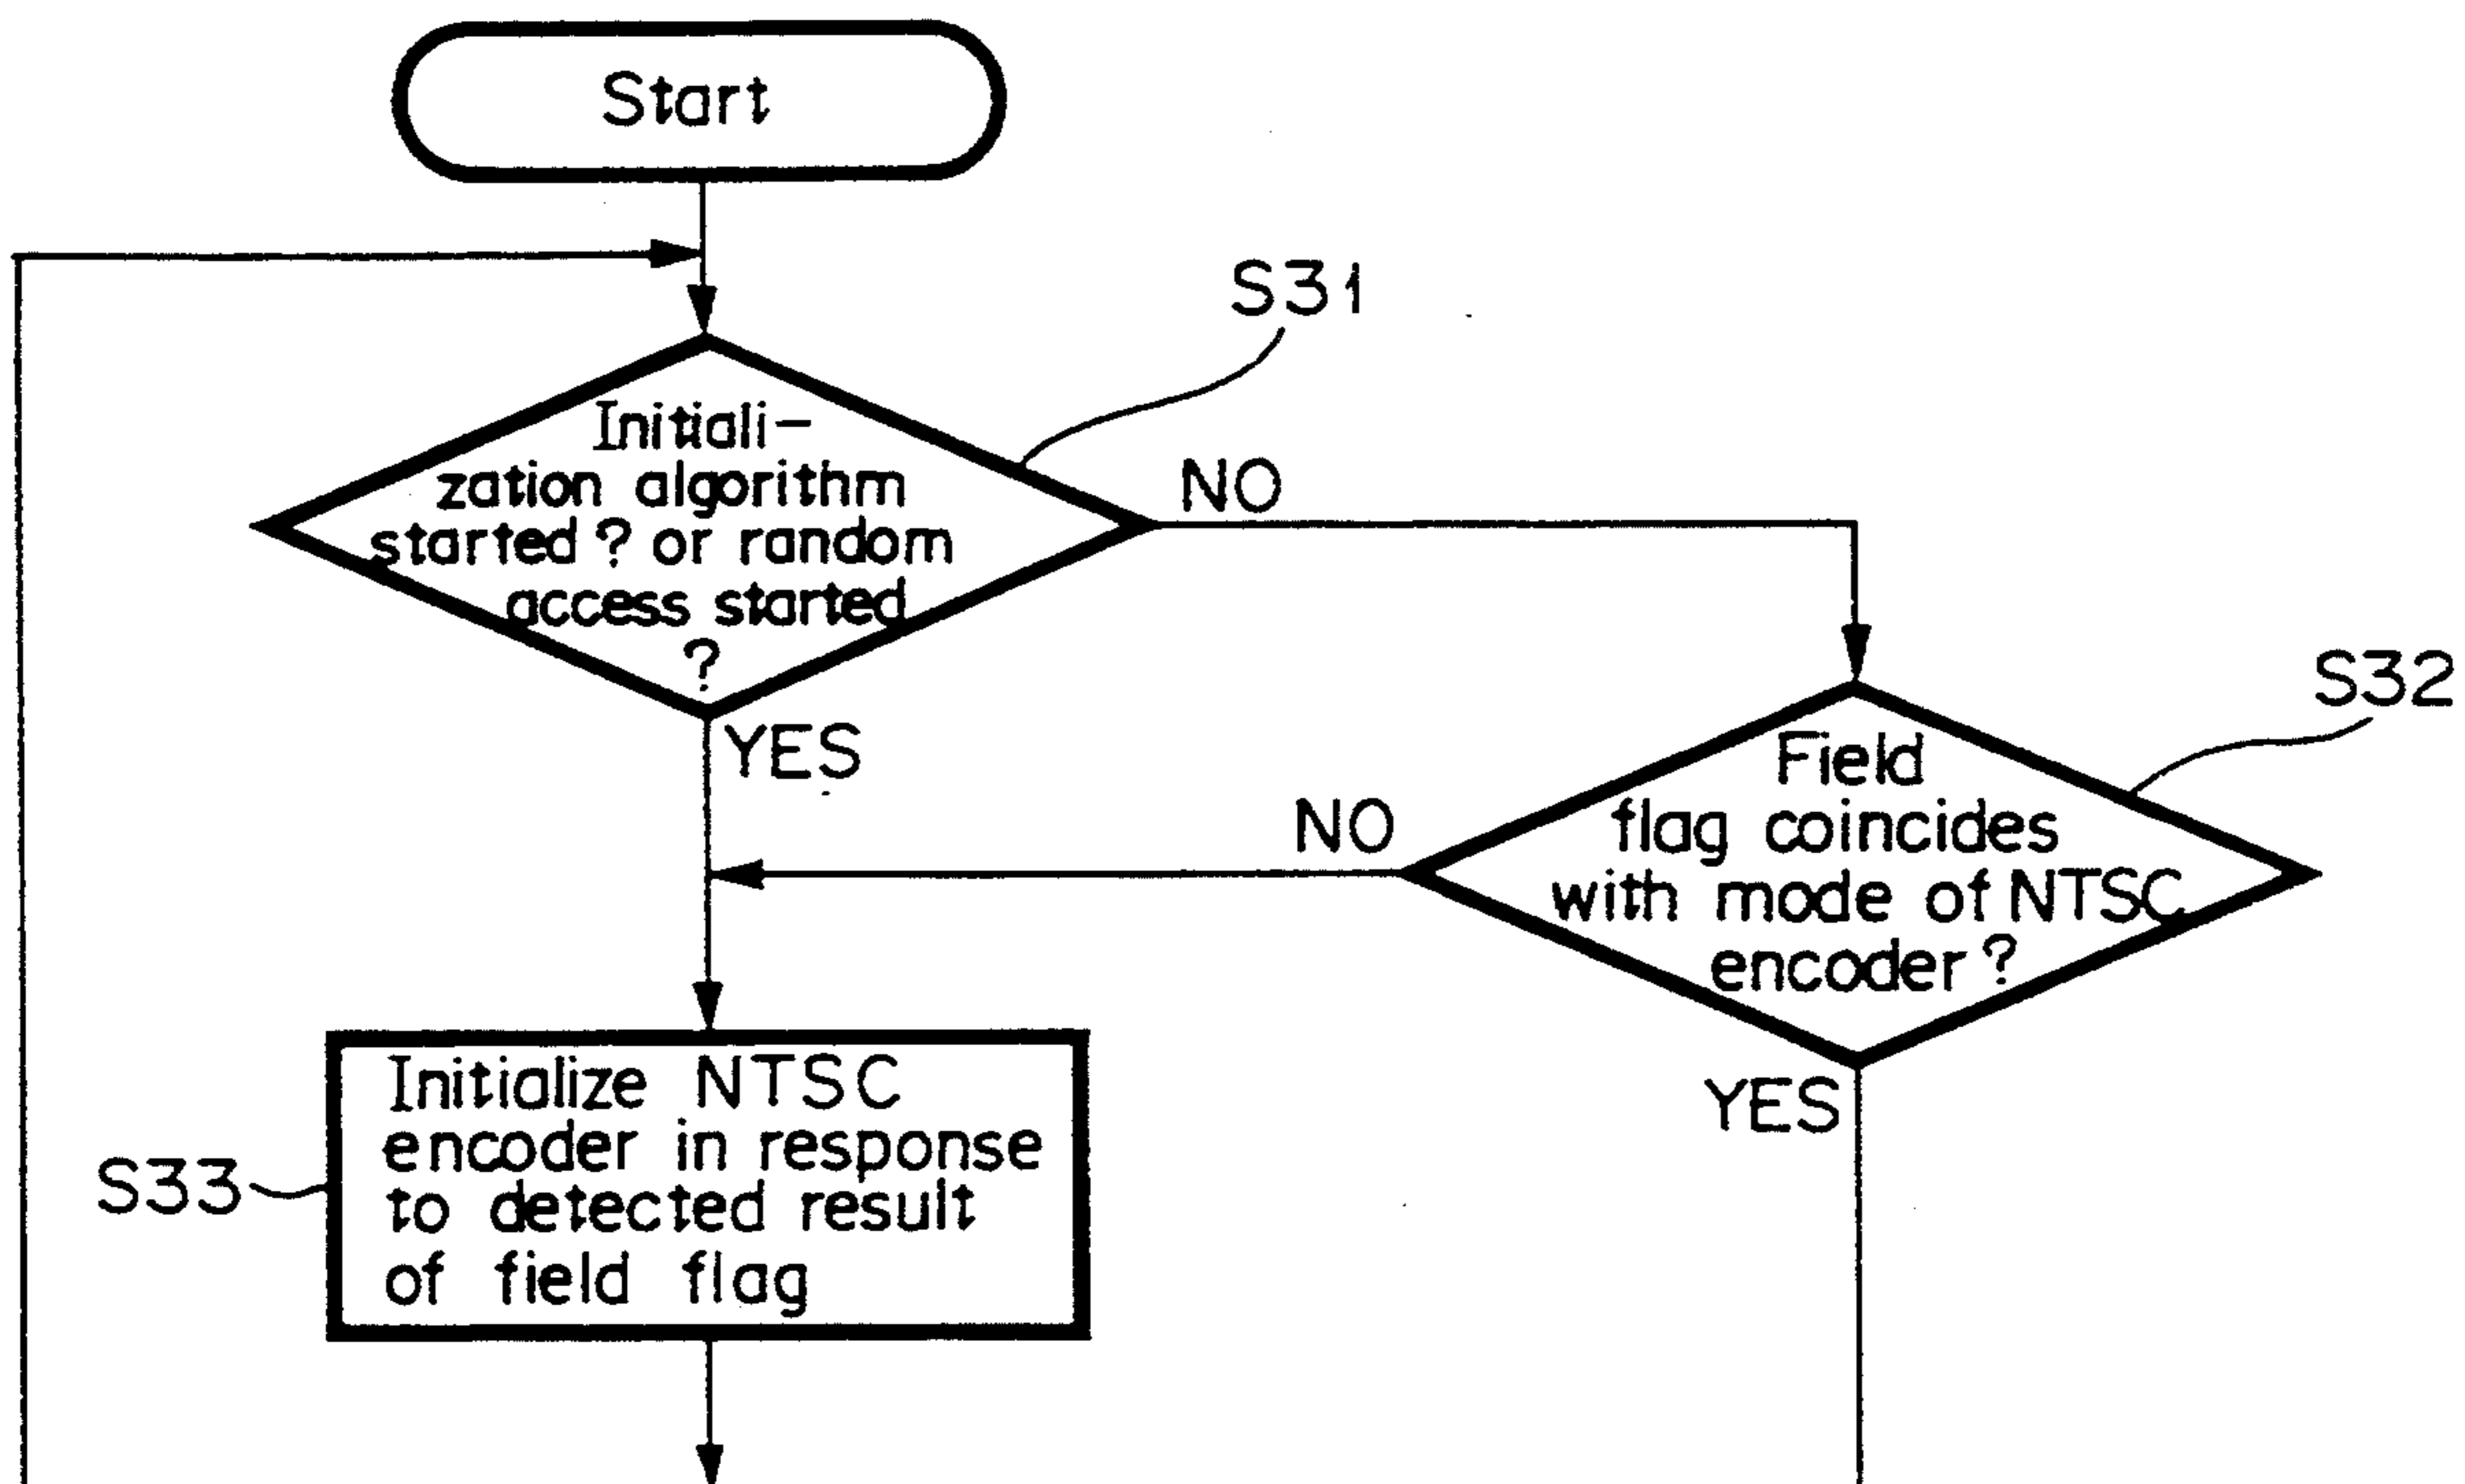 Start
S31
Initiali-
zation algorithm
started? or random
access started
?
NO
YES
S32
Field
flag coincides
with mode of NTSC
encoder?
NO
YES
S33
Initialize NTSC
encoder in response
to detected result
of field flag